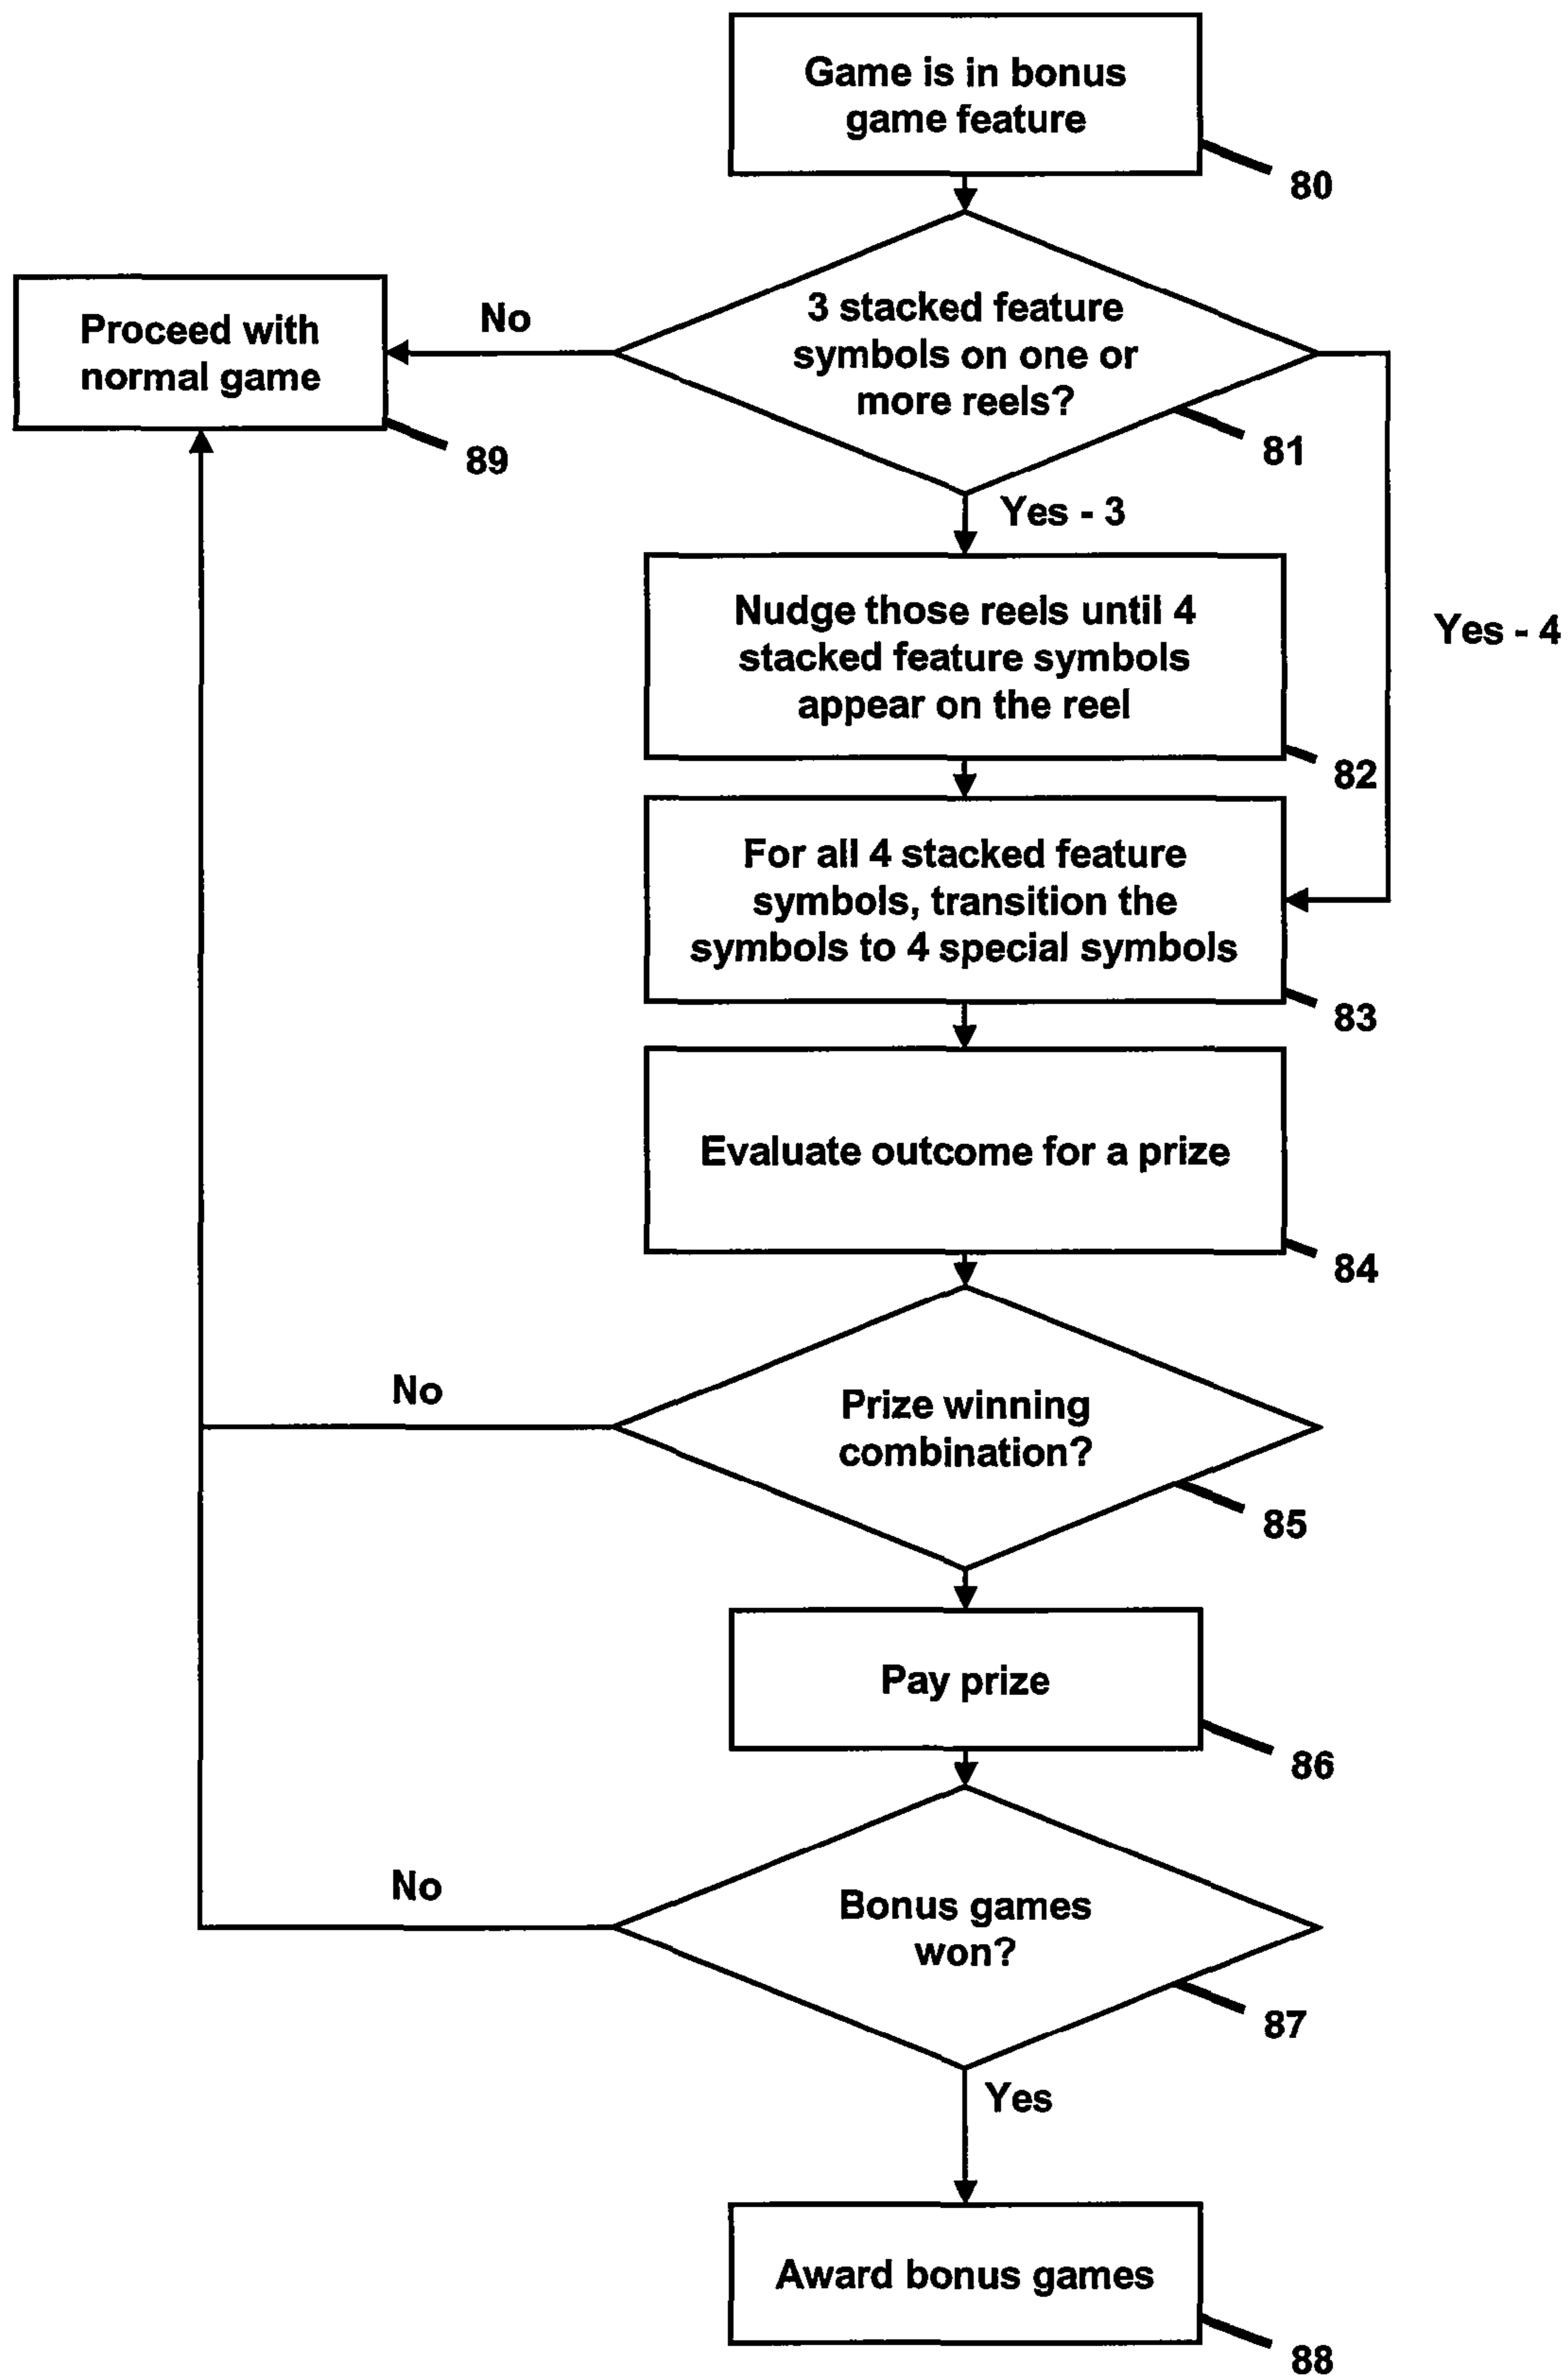 Game is in bonus
game feature
80
3 stacked feature
symbols on one or
more reels?
81
No
Proceed with
normal game
89
Yes - 3
Yes - 4
Nudge those reels until 4
stacked feature symbols
appear on the reel
82
For all 4 stacked feature
symbols, transition the
symbols to 4 special symbols
83
Evaluate outcome for a prize
84
Prize winning
combination?
85
No
Pay prize
86
Bonus games
won?
87
No
Yes
Award bonus games
88